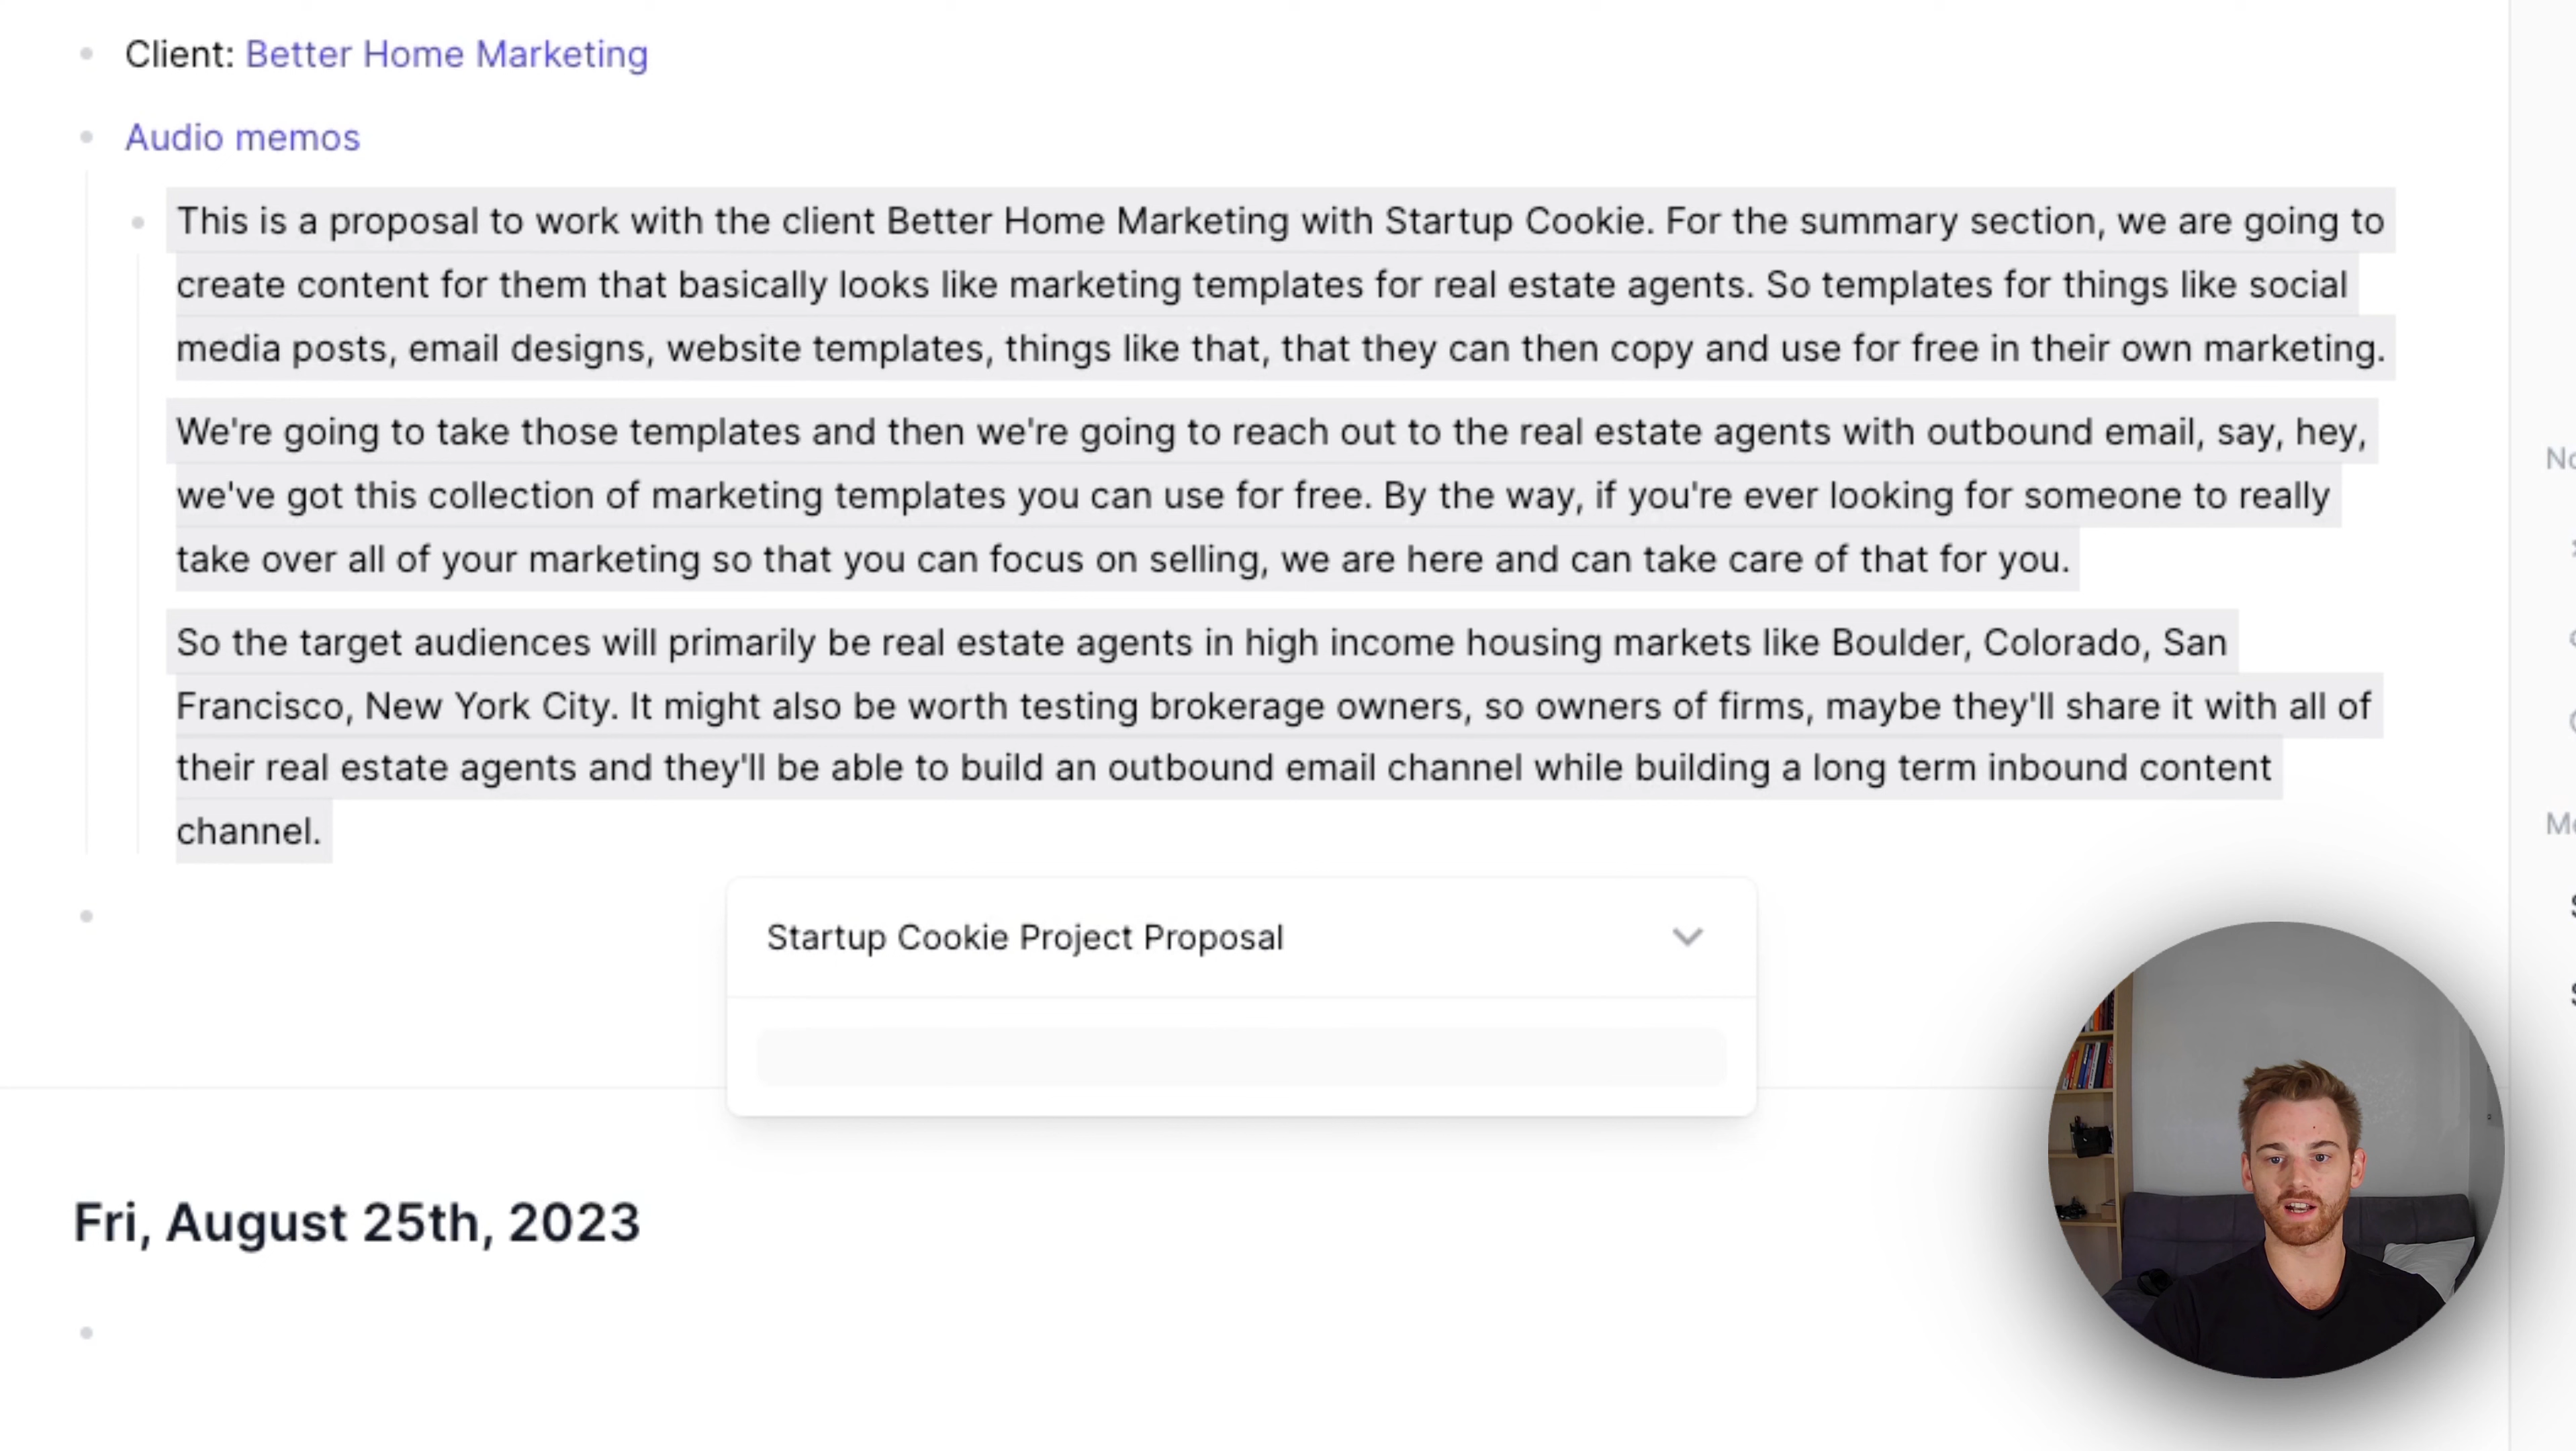 Client: Better Home Marketing
Audio memos
This is a proposal to work with the client Better Home Marketing with Startup Cookie. For the summary section, we are going to
create content for them that basically looks like marketing templates for real estate agents. So templates for things like social
media posts, email designs, website templates, things like that, that they can then copy and use for free in their own marketing.
We're going to take those templates and then we're going to reach out to the real estate agents with outbound email, say, hey,
we've got this collection of marketing templates you can use for free. By the way, if you're ever looking for someone to really
take over all of your marketing so that you can focus on selling, we are here and can take care of that for you.
So the target audiences will primarily be real estate agents in high income housing markets like Boulder, Colorado, San
Francisco, New York City. It might also be worth testing brokerage owners, so owners of firms, maybe they'll share it with all of
their real estate agents and they'll be able to build an outbound email channel while building a long term inbound content
channel.
Startup Cookie Project Proposal
Fri, August 25th, 2023